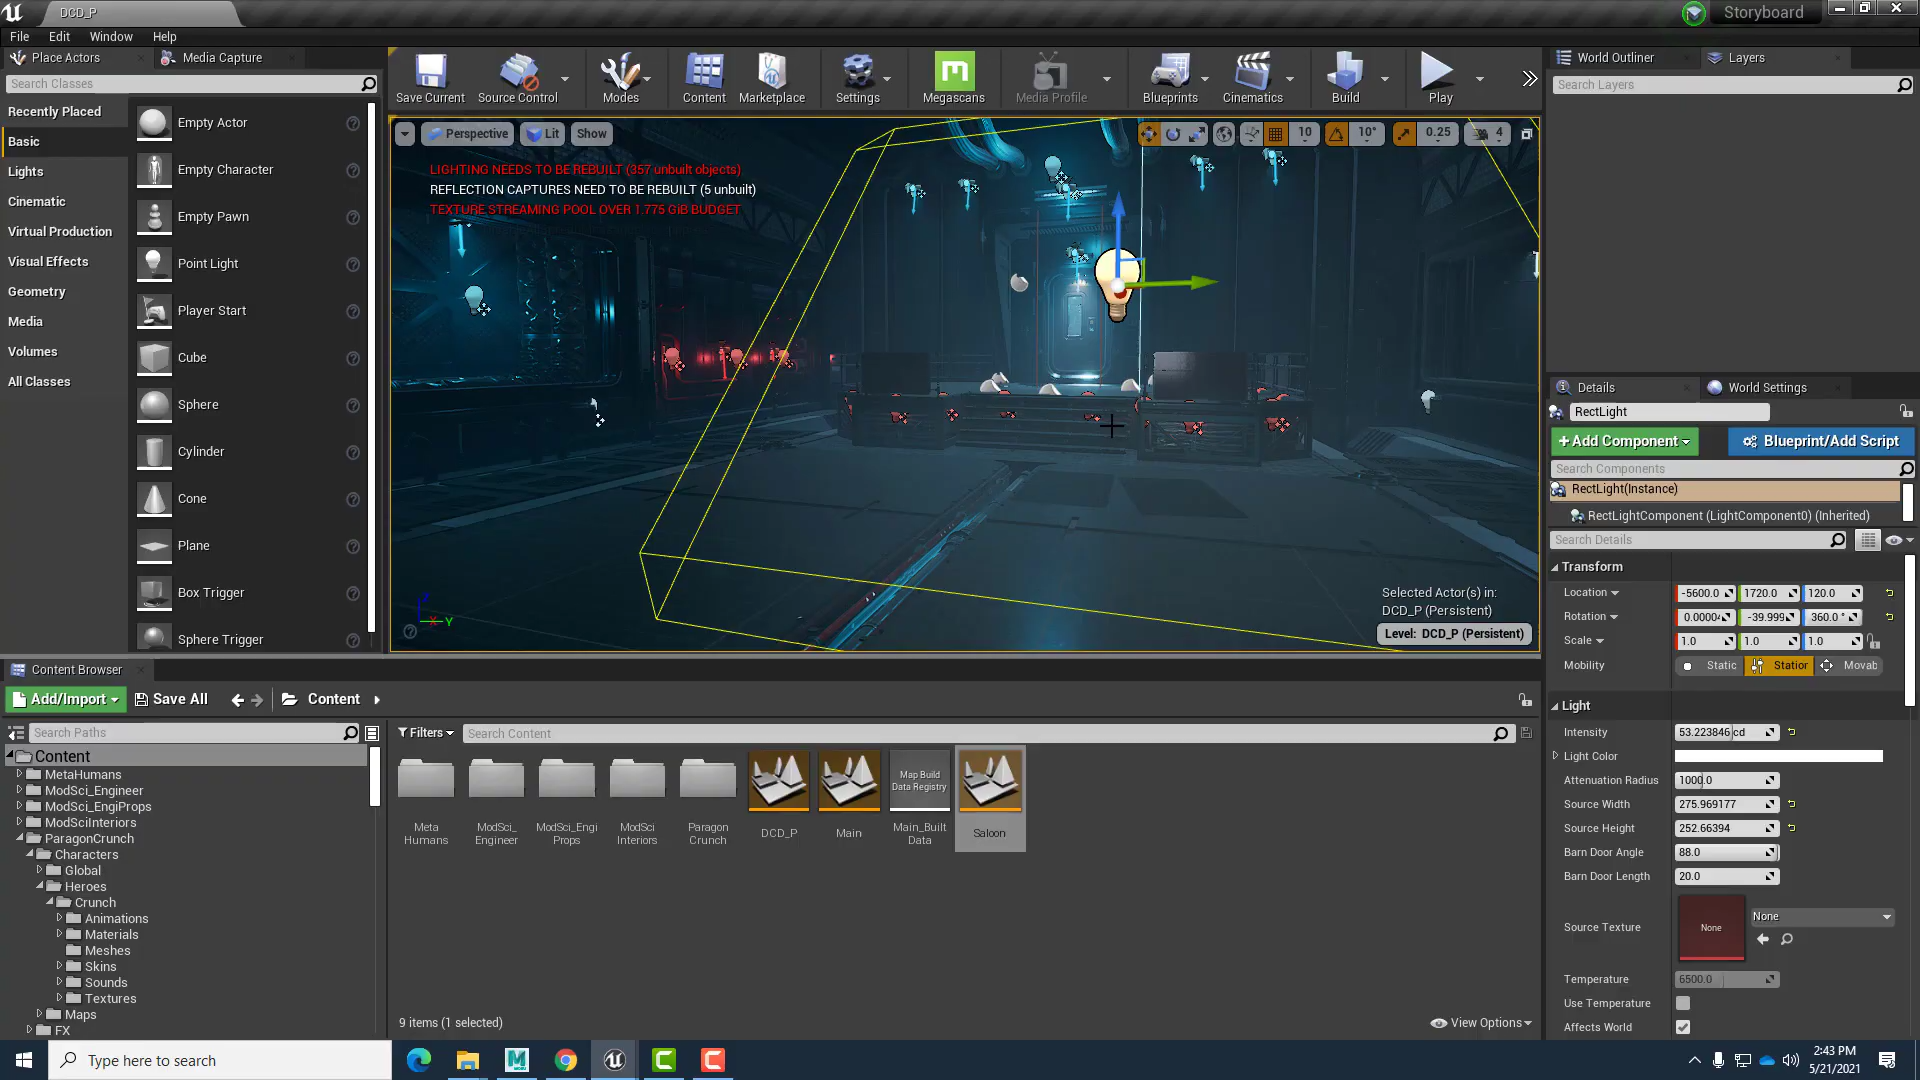 DCD_P
Storyboard
File Edit Window Help
Place Actors
Media Capture
Search Classes
Recently Placed
Basic
Lights
Cinematic
Virtual Production
Visual Effects
Geometry
Media
Volumes
All Classes
Empty Actor
Empty Character
Empty Pawn
Point Light
Player Start
Cube
Sphere
Cylinder
Cone
Plane
Box Trigger
Sphere Trigger
Save Current
Source Control
Modes
Content
Marketplace
Settings
Megascans
Media Profile
Blueprints
Cinematics
Build
Play
Perspective
Lit
Show
10
10°
0.25
4
LIGHTING NEEDS TO BE REBUILT (357 unbuilt objects)
REFLECTION CAPTURES NEED TO BE REBUILT (5 unbuilt)
TEXTURE STREAMING POOL OVER 1.775 GiB BUDGET
Selected Actor(s) in:
DCD_P (Persistent)
Level: DCD_P (Persistent)
World Outliner
Layers
Search Layers
Details
World Settings
RectLight
+Add Component
Blueprint/Add Script
Search Components
RectLight(Instance)
RectLightComponent (LightComponent0) (Inherited)
Search Details
Transform
Location -5600.0 1720.0 120.0
Rotation 0.00004 -39.999 360.0 °
Scale 1.0 1.0 1.0
Mobility Static Station Movab
Light
Intensity 53.223846 cd
Light Color
Attenuation Radius 1000.0
Source Width 275.969177
Source Height 252.66394
Barn Door Angle 88.0
Barn Door Length 20.0
Source Texture None None
Temperature 6500.0
Use Temperature
Affects World
Content Browser
Add/Import
Save All
Content
Search Paths
Filters
Search Content
Content
MetaHumans
ModSci_Engineer
ModSci_EngiProps
ModSciInteriors
ParagonCrunch
Characters
Global
Heroes
Crunch
Animations
Materials
Meshes
Skins
Sounds
Textures
Maps
FX
Meta
Humans
ModSci_
Engineer
ModSci_Engi
Props
ModSci
Interiors
Paragon
Crunch
DCD_P
Main
Map Build
Data Registry
Main_Built
Data
Saloon
9 items (1 selected)
View Options
Type here to search
2:43 PM
5/21/2021